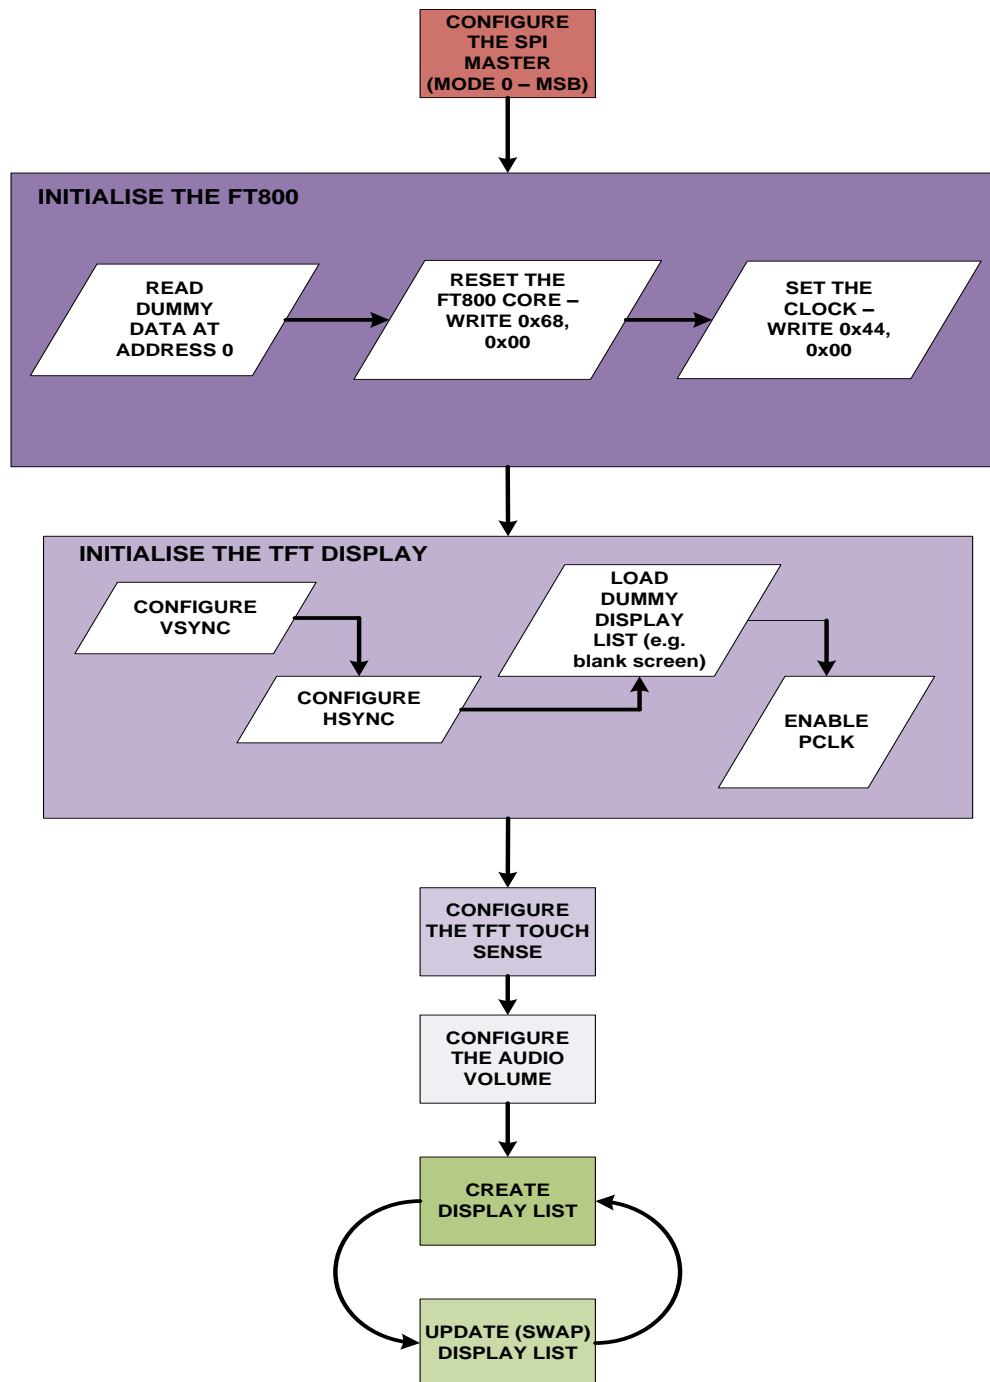 CONFIGURE
THE SPI
MASTER
(MODE 0 – MSB)
INITIALISE THE FT800
READ
DUMMY
DATA AT
ADDRESS 0
RESET THE
FT800 CORE –
WRITE 0x68,
0x00
SET THE
CLOCK –
WRITE 0x44,
0x00
INITIALISE THE TFT DISPLAY
CONFIGURE
VSYNC
CONFIGURE
HSYNC
LOAD
DUMMY
DISPLAY
LIST (e.g.
blank screen)
ENABLE
PCLK
CONFIGURE
THE TFT TOUCH
SENSE
CONFIGURE
THE AUDIO
VOLUME
CREATE
DISPLAY LIST
UPDATE (SWAP)
DISPLAY LIST